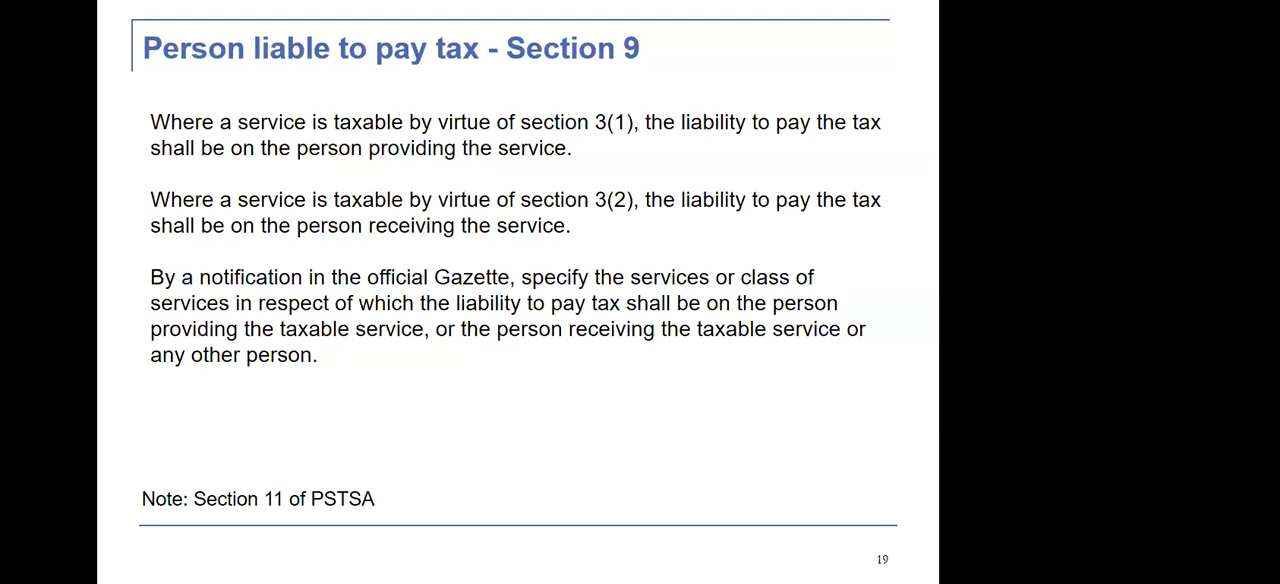 Person liable to pay tax - Section 9
Where a service is taxable by virtue of section 3(1), the liability to pay the tax
shall be on the person providing the service.
Where a service is taxable by virtue of section 3(2), the liability to pay the tax
shall be on the person receiving the service.
By a notification in the official Gazette, specify the services or class of
services in respect of which the liability to pay tax shall be on the person
providing the taxable service, or the person receiving the taxable service or
any other person.
Note: Section 11 of PSTSA
19